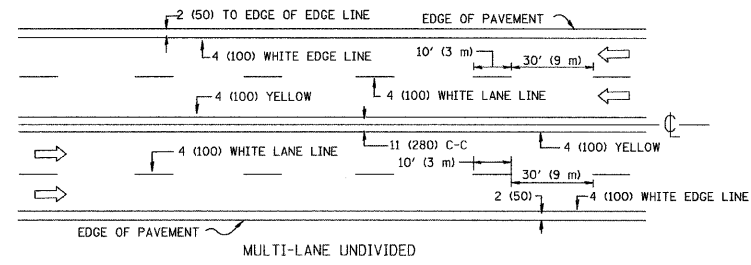 2 (50) TO EDGE OF EDGE LINE
EDGE OF PAVEMENT
4 (100) WHITE EDGE LINE
10' (3 m)
30' (9 m)
4 (100) YELLOW
4 (100) WHITE LANE LINE
℄
4 (100) WHITE LANE LINE
11 (280) C-C
4 (100) YELLOW
10' (3 m)
30' (9 m)
2 (50)
4 (100) WHITE EDGE LINE
EDGE OF PAVEMENT
MULTI-LANE UNDIVIDED